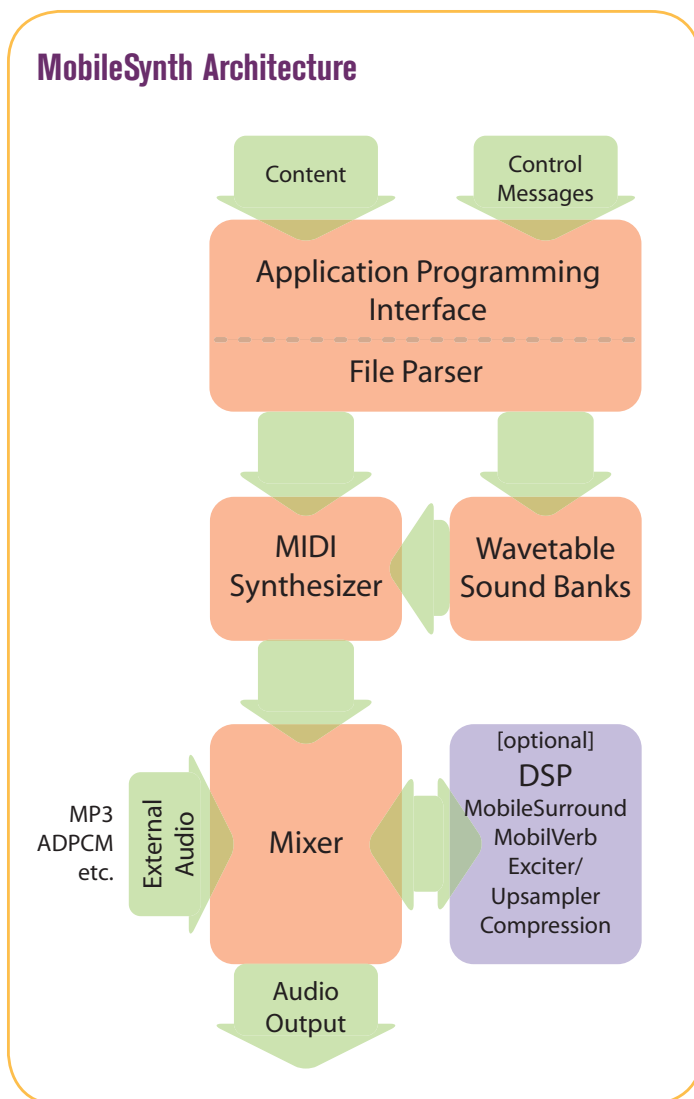 MobileSynth Architecture
Content
Control
Messages
Application Programming
Interface
File Parser
MIDI
Synthesizer
Wavetable
Sound Banks
MP3
ADPCM
etc.
External
Audio
Mixer
[optional]
DSP
MobileSurround
MobilVerb
Exciter/
Upsampler
Compression
Audio
Output